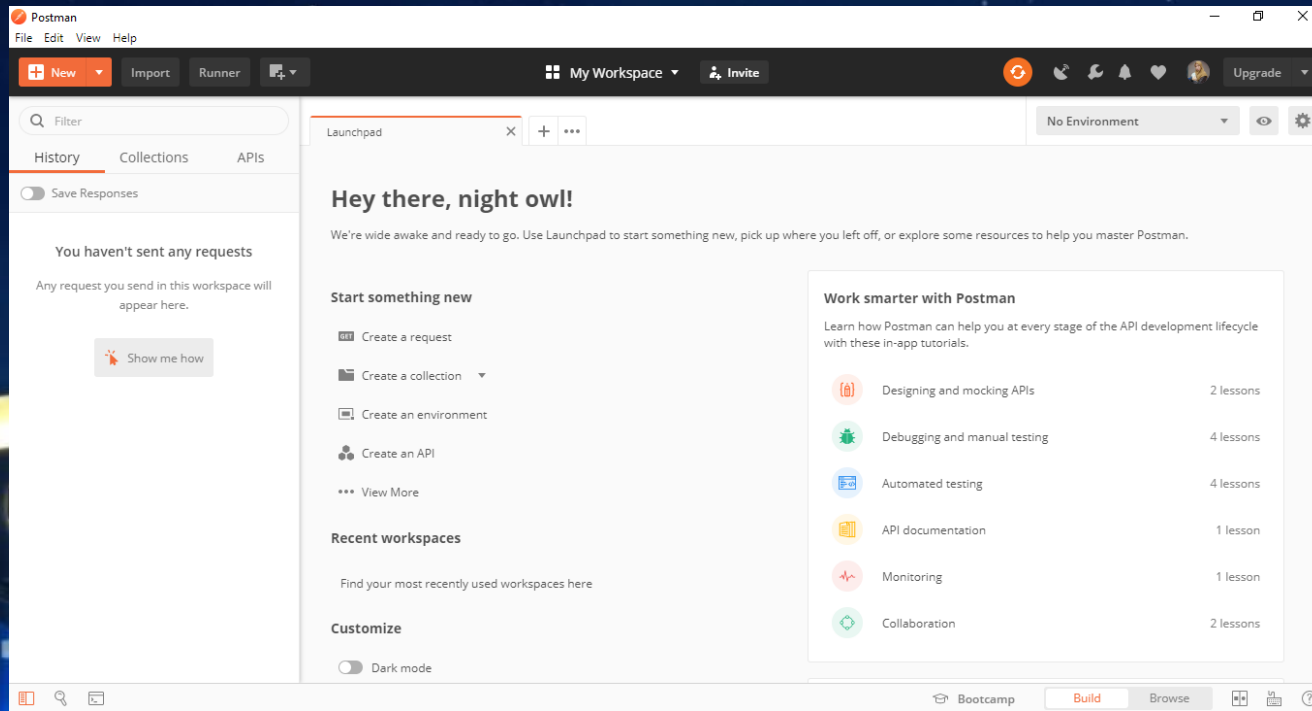 Postman
File Edit View Help
New Import Runner My Workspace Invite Upgrade
Filter
History Collections APIs
Save Responses
You haven't sent any requests
Any request you send in this workspace will
appear here.
Show me how
Launchpad
No Environment
Hey there, night owl!
We're wide awake and ready to go. Use Launchpad to start something new, pick up where you left off, or explore some resources to help you master Postman.
Start something new
GET Create a request
Create a collection
Create an environment
Create an API
View More
Recent workspaces
Find your most recently used workspaces here
Customize
Dark mode
Work smarter with Postman
Learn how Postman can help you at every stage of the API development lifecycle
with these in-app tutorials.
Designing and mocking APIs 2 lessons
Debugging and manual testing 4 lessons
Automated testing 4 lessons
API documentation 1 lesson
Monitoring 1 lesson
Collaboration 2 lessons
Bootcamp Build Browse